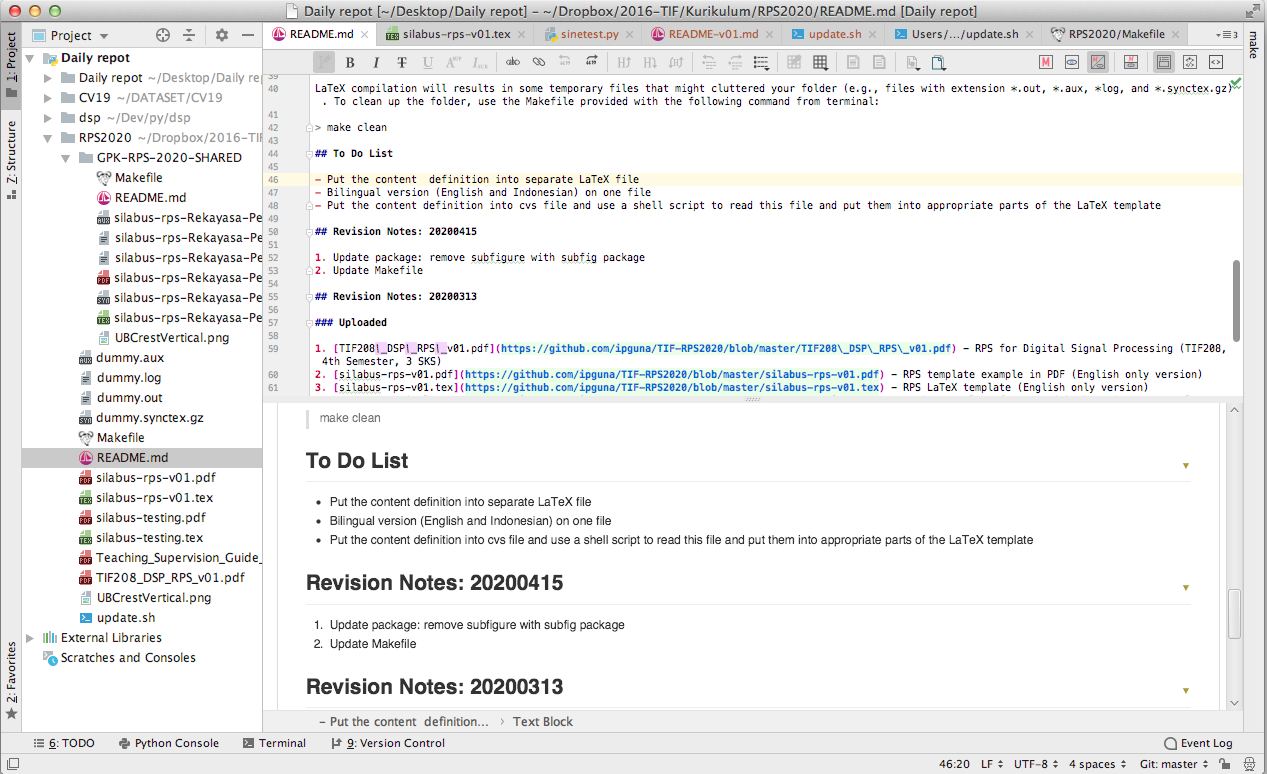 Daily repot [~/Desktop/Daily repot] - ~/Dropbox/2016-TIF/Kurikulum/RPS2020/README.md [Daily repot]
Project
README.md
silabus-rps-v01.tex
sinetest.py
README-v01.md
update.sh
Users/.../update.sh
RPS2020/Makefile
1: Project
Z: Structure
2: Favorites
make
Daily repot
Daily repot ~/Desktop/Daily re
CV19 ~/DATASET/CV19
dsp ~/Dev/py/dsp
RPS2020 ~/Dropbox/2016-TIF
GPK-RPS-2020-SHARED
Makefile
README.md
silabus-rps-Rekayasa-Pe
silabus-rps-Rekayasa-Pe
silabus-rps-Rekayasa-Pe
silabus-rps-Rekayasa-Pe
silabus-rps-Rekayasa-Pe
silabus-rps-Rekayasa-Pe
UBCrestVertical.png
dummy.aux
dummy.log
dummy.out
dummy.synctex.gz
Makefile
README.md
silabus-rps-v01.pdf
silabus-rps-v01.tex
silabus-testing.pdf
silabus-testing.tex
Teaching_Supervision_Guide_
TIF208_DSP_RPS_v01.pdf
UBCrestVertical.png
update.sh
External Libraries
Scratches and Consoles
39
40 LaTeX compilation will results in some temporary files that might cluttered your folder (e.g., files with extension *.out, *.aux, *log, and *.synctex.gz)
. To clean up the folder, use the Makefile provided with the following command from terminal:
41
42 > make clean
43
44 ## To Do List
45
46 - Put the content  definition into separate LaTeX file
47 - Bilingual version (English and Indonesian) on one file
48 - Put the content definition into cvs file and use a shell script to read this file and put them into appropriate parts of the LaTeX template
49
50 ## Revision Notes: 20200415
51
52 1. Update package: remove subfigure with subfig package
53 2. Update Makefile
54
55 ## Revision Notes: 20200313
56
57 ### Uploaded
58
59 1. [TIF208\_DSP\_RPS\_v01.pdf](https://github.com/ipguna/TIF-RPS2020/blob/master/TIF208\_DSP\_RPS\_v01.pdf) - RPS for Digital Signal Processing (TIF208,
4th Semester, 3 SKS)
60 2. [silabus-rps-v01.pdf](https://github.com/ipguna/TIF-RPS2020/blob/master/silabus-rps-v01.pdf) - RPS template example in PDF (English only version)
61 3. [silabus-rps-v01.tex](https://github.com/ipguna/TIF-RPS2020/blob/master/silabus-rps-v01.tex) - RPS LaTeX template (English only version)
make clean
To Do List
• Put the content definition into separate LaTeX file
• Bilingual version (English and Indonesian) on one file
• Put the content definition into cvs file and use a shell script to read this file and put them into appropriate parts of the LaTeX template
Revision Notes: 20200415
1. Update package: remove subfigure with subfig package
2. Update Makefile
Revision Notes: 20200313
- Put the content  definition... › Text Block
6: TODO
Python Console
Terminal
9: Version Control
Event Log
46:20
LF
UTF-8
4 spaces
Git: master